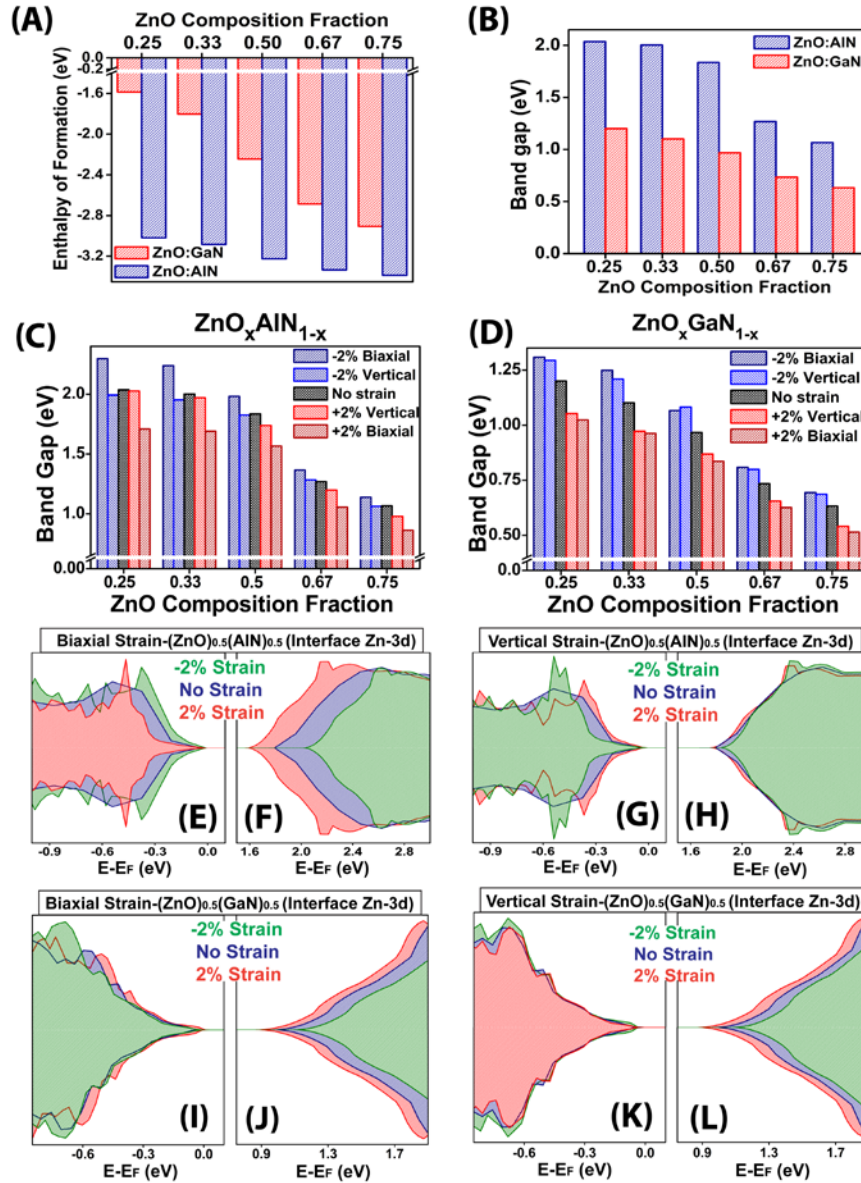 (A)
ZnO Composition Fraction
0.25 0.33 0.50 0.67 0.75
Enthalpy of Formation (eV)
0.0
-0.2
-1.6
-2.0
-2.4
-2.8
-3.2
ZnO:GaN
ZnO:AlN
(B)
Band gap (eV)
2.0
1.5
1.0
0.5
0.0
ZnO:AlN
ZnO:GaN
0.25 0.33 0.50 0.67 0.75
ZnO Composition Fraction
(C)
ZnOxAlN1-x
Band Gap (eV)
2.0
1.5
1.0
0.00
-2% Biaxial
-2% Vertical
No strain
+2% Vertical
+2% Biaxial
0.25 0.33 0.5 0.67 0.75
ZnO Composition Fraction
(D)
ZnOxGaN1-x
Band Gap (eV)
1.25
1.00
0.75
0.50
0.00
-2% Biaxial
-2% Vertical
No strain
+2% Vertical
+2% Biaxial
0.25 0.33 0.5 0.67 0.75
ZnO Composition Fraction
Biaxial Strain-(ZnO)0.5(AlN)0.5 (Interface Zn-3d)
-2% Strain
No Strain
2% Strain
(E) (F)
-0.9 -0.6 -0.3 0.0 1.6 2.0 2.4 2.8
E-EF (eV) E-EF (eV)
Vertical Strain-(ZnO)0.5(AlN)0.5 (Interface Zn-3d)
-2% Strain
No Strain
2% Strain
(G) (H)
-0.9 -0.6 -0.3 0.0 1.5 1.8 2.1 2.4 2.7 3.0
E-EF (eV) E-EF (eV)
Biaxial Strain-(ZnO)0.5(GaN)0.5 (Interface Zn-3d)
-2% Strain
No Strain
2% Strain
(I) (J)
-0.6 -0.3 0.0 0.9 1.3 1.7
E-EF (eV) E-EF (eV)
Vertical Strain-(ZnO)0.5(GaN)0.5 (Interface Zn-3d)
-2% Strain
No Strain
2% Strain
(K) (L)
-0.6 -0.3 0.0 0.9 1.3 1.7
E-EF (eV) E-EF (eV)